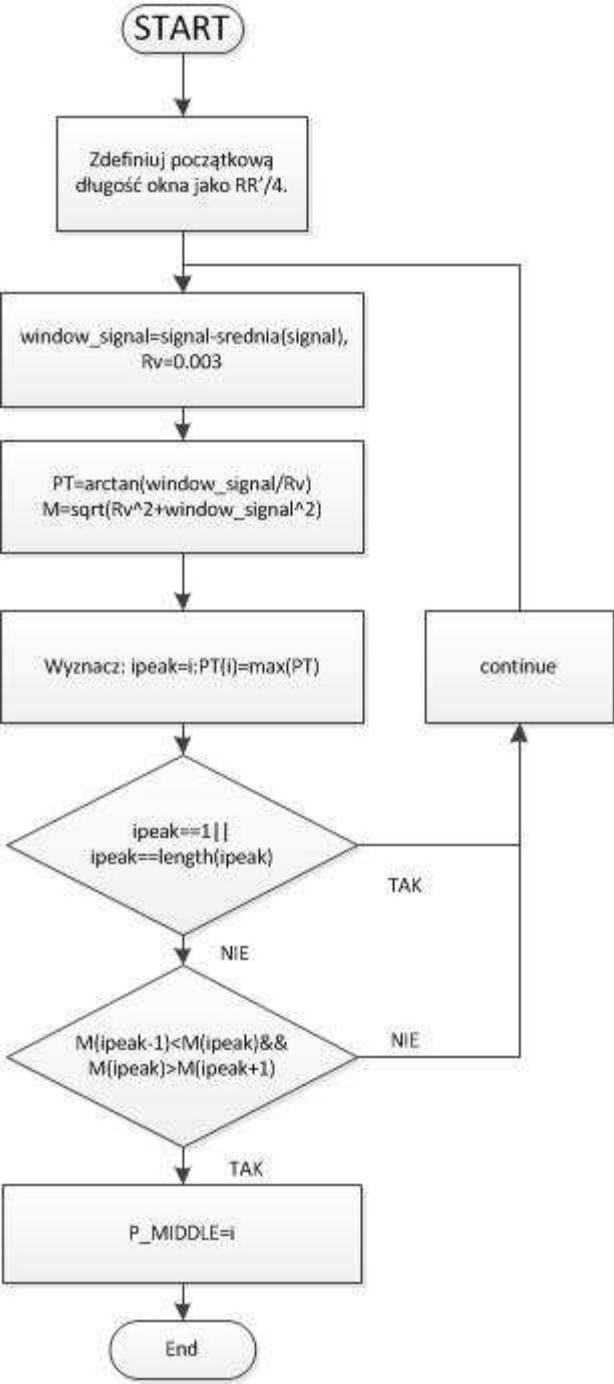 START
Zdefiniuj początkową
długość okna jako RR'/4.
window_signal=signal-srednia(signal),
Rv=0.003
PT=arctan(window_signal/Rv)
M=sqrt(Rv^2+window_signal^2)
Wyznacz: ipeak=i:PT(i)=max(PT)
continue
ipeak==1||
ipeak==length(ipeak)
TAK
NIE
M(ipeak-1)<M(ipeak)&&
M(ipeak)>M(ipeak+1)
NIE
TAK
P_MIDDLE=i
End